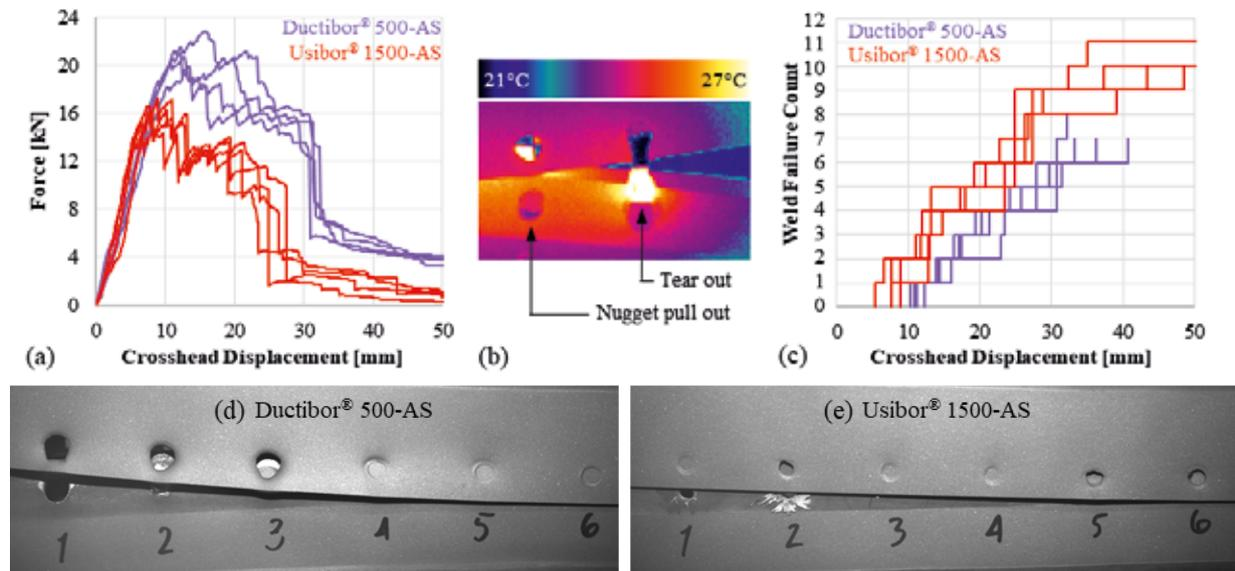 24
20
16
12
8
4
0
Force [kN]
Ductibor® 500-AS
Usibor® 1500-AS
0 10 20 30 40 50
(a) Crosshead Displacement [mm]
21°C 27°C
Tear out
Nugget pull out
(b)
12
11
10
9
8
7
6
5
4
3
2
1
0
Weld Failure Count
Ductibor® 500-AS
Usibor® 1500-AS
0 10 20 30 40 50
(c) Crosshead Displacement [mm]
(d) Ductibor® 500-AS
1 2 3 4 5 6
(e) Usibor® 1500-AS
1 2 3 4 5 6